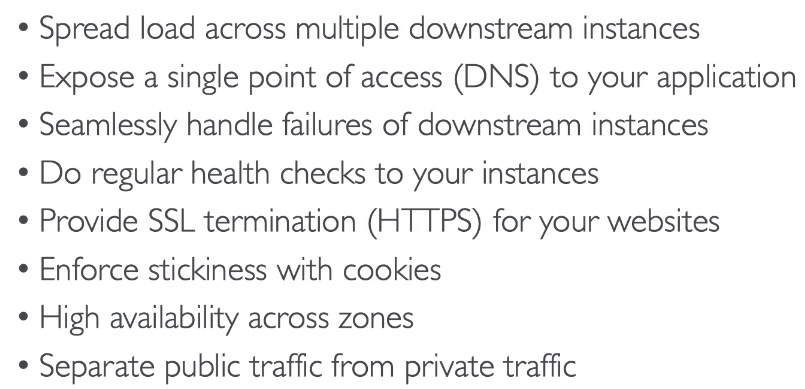 • Spread load across multiple downstream instances
• Expose a single point of access (DNS) to your application
• Seamlessly handle failures of downstream instances
• Do regular health checks to your instances
• Provide SSL termination (HTTPS) for your websites
• Enforce stickiness with cookies
• High availability across zones
• Separate public traffic from private traffic